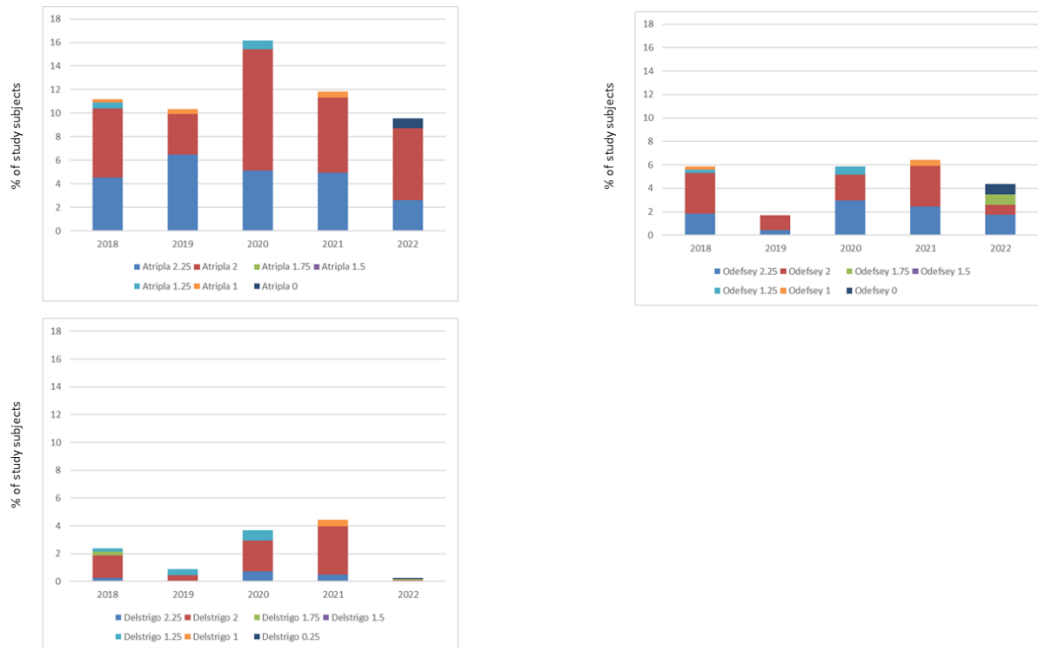 % of study subjects
18
16
14
12
10
8
6
4
2
0
2018 2019 2020 2021 2022
Atripla 2.25 Atripla 2 Atripla 1.75 Atripla 1.5
Atripla 1.25 Atripla 1 Atripla 0
% of study subjects
18
16
14
12
10
8
6
4
2
0
2018 2019 2020 2021 2022
Odefsey 2.25 Odefsey 2 Odefsey 1.75 Odefsey 1.5
Odefsey 1.25 Odefsey 1 Odefsey 0
% of study subjects
18
16
14
12
10
8
6
4
2
0
2018 2019 2020 2021 2022
Delstrigo 2.25 Delstrigo 2 Delstrigo 1.75 Delstrigo 1.5
Delstrigo 1.25 Delstrigo 1 Delstrigo 0.25